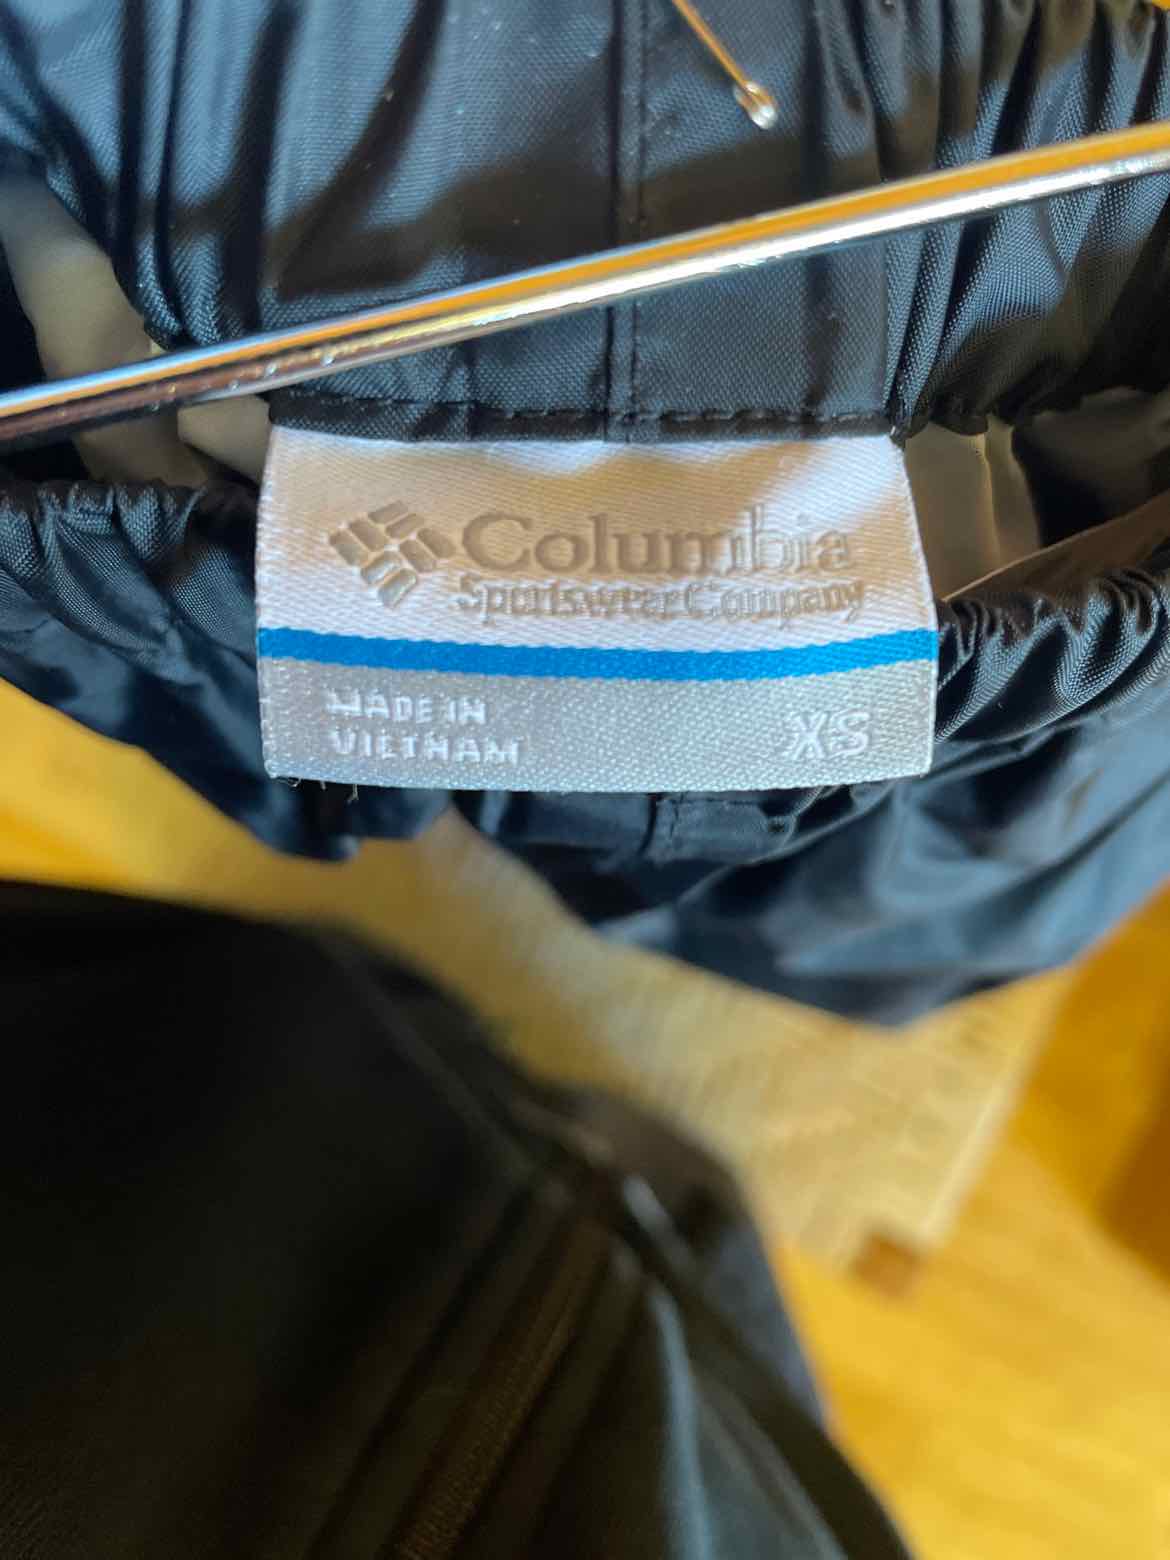 Columbia
Sportswear Company
MADE IN
VIETNAM
XS